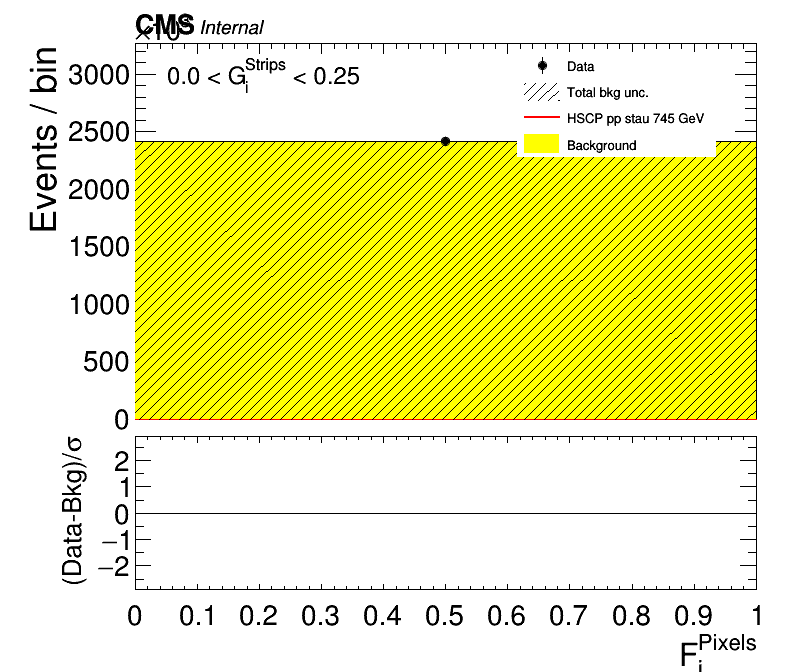 CMS Internal
0.0 < G_i^Strips < 0.25
Data
Total bkg unc.
HSCP pp stau 745 GeV
Background
Events / bin
3000
2500
2000
1500
1000
500
0
(Data-Bkg)/σ
2
1
0
−1
−2
0 0.1 0.2 0.3 0.4 0.5 0.6 0.7 0.8 0.9 1
F_i^Pixels